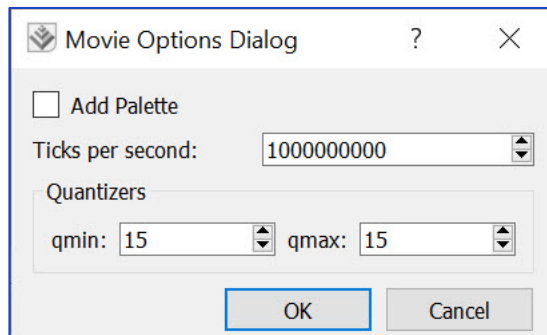 Movie Options Dialog ?
Add Palette
Ticks per second: 1000000000
Quantizers
qmin: 15 qmax: 15
OK Cancel